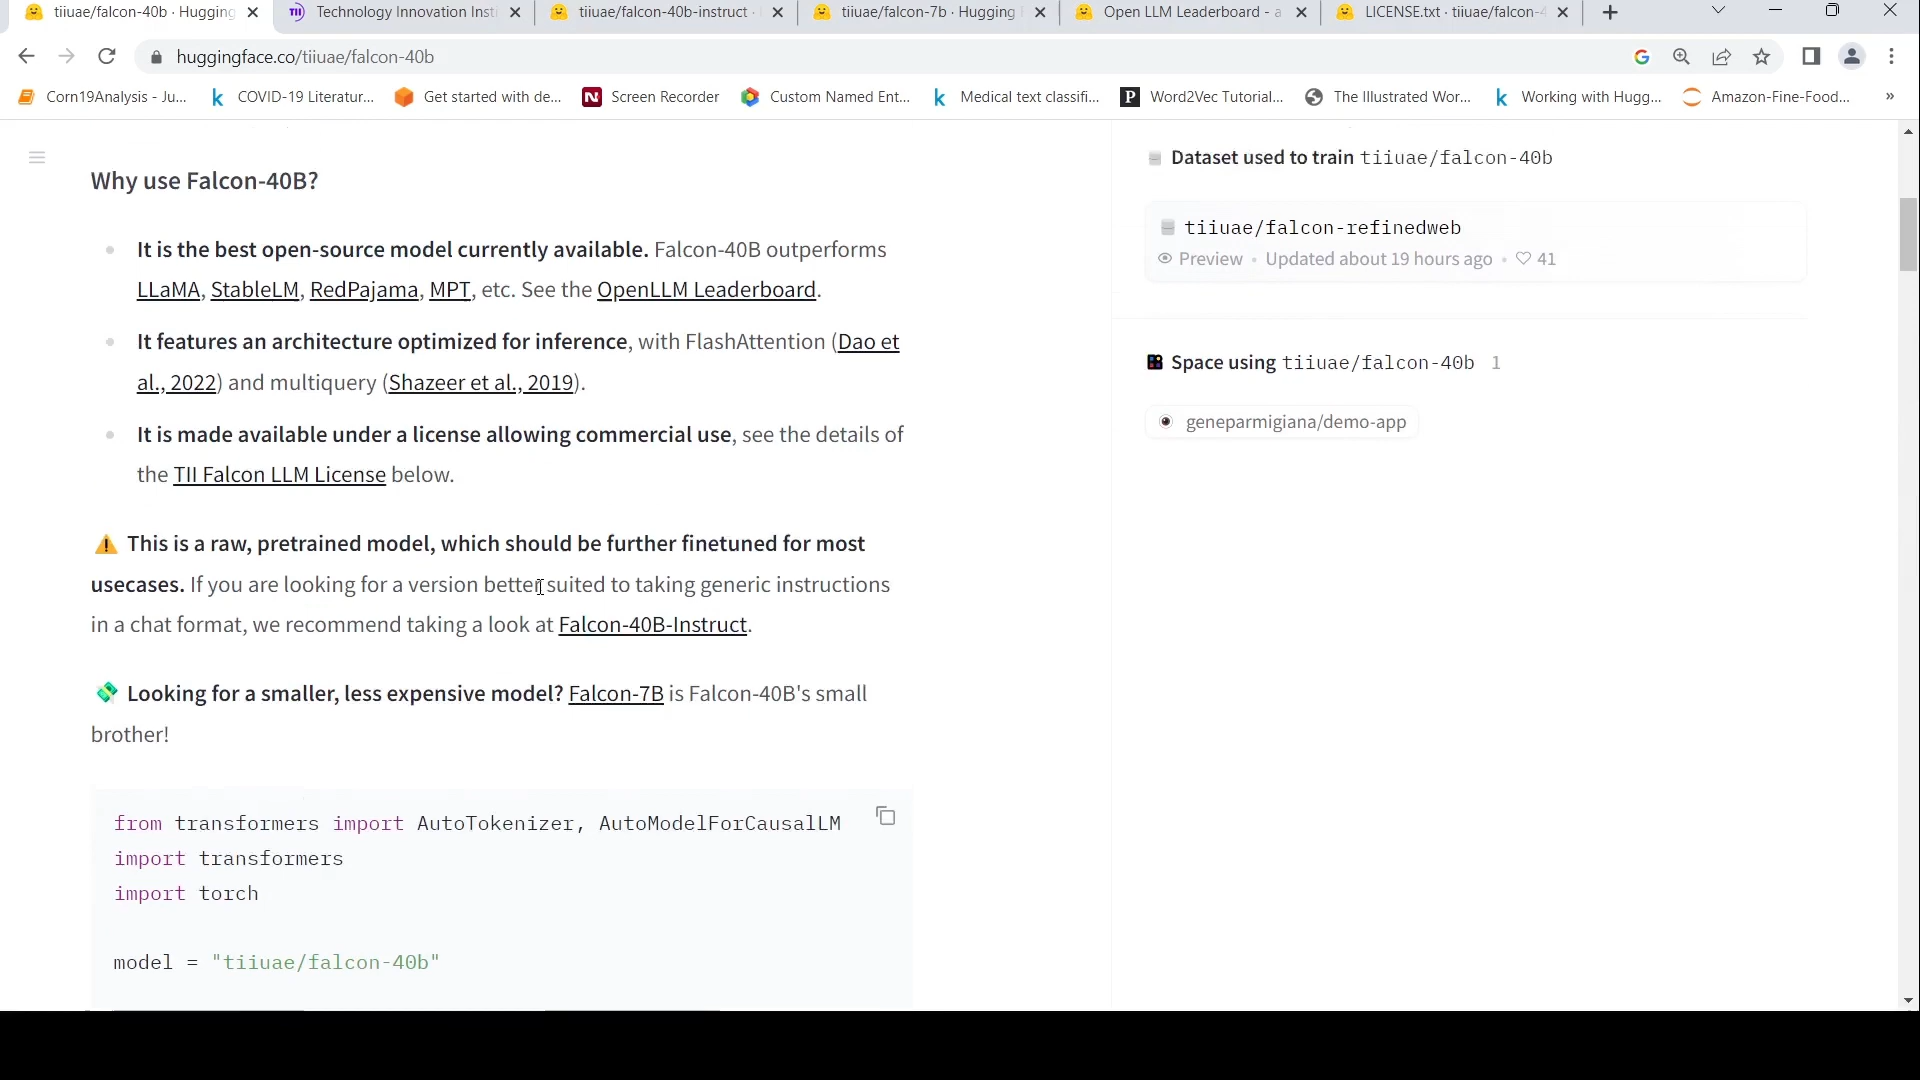 tiiuae/falcon-40b · Hugging
Technology Innovation Insti
tiiuae/falcon-40b-instruct ·
tiiuae/falcon-7b · Hugging
Open LLM Leaderboard - a
LICENSE.txt · tiiuae/falcon-4
huggingface.co/tiiuae/falcon-40b
Corn19Analysis - Ju...
COVID-19 Literatur...
Get started with de...
Screen Recorder
Custom Named Ent...
Medical text classifi...
Word2Vec Tutorial...
The Illustrated Wor...
Working with Hugg...
Amazon-Fine-Food...
»
Why use Falcon-40B?
It is the best open-source model currently available. Falcon-40B outperforms
LLaMA, StableLM, RedPajama, MPT, etc. See the OpenLLM Leaderboard.
It features an architecture optimized for inference, with FlashAttention (Dao et
al., 2022) and multiquery (Shazeer et al., 2019).
It is made available under a license allowing commercial use, see the details of
the TII Falcon LLM License below.
⚠️ This is a raw, pretrained model, which should be further finetuned for most
usecases. If you are looking for a version better suited to taking generic instructions
in a chat format, we recommend taking a look at Falcon-40B-Instruct.
💸 Looking for a smaller, less expensive model? Falcon-7B is Falcon-40B's small
brother!
from transformers import AutoTokenizer, AutoModelForCausalLM
import transformers
import torch
model = "tiiuae/falcon-40b"
Dataset used to train tiiuae/falcon-40b
tiiuae/falcon-refinedweb
Preview • Updated about 19 hours ago • ♡ 41
Space using tiiuae/falcon-40b 1
geneparmigiana/demo-app